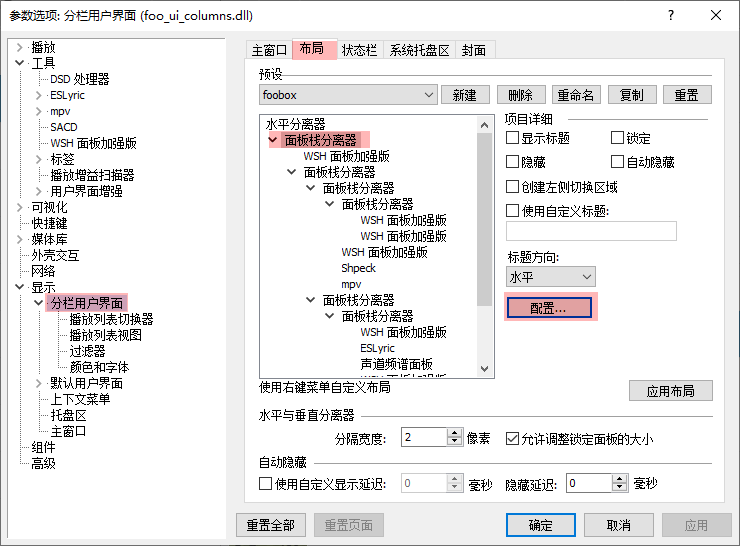 参数选项: 分栏用户界面 (foo_ui_columns.dll)
播放
工具
DSD 处理器
ESLyric
mpv
SACD
WSH 面板加强版
标签
播放增益扫描器
用户界面增强
可视化
快捷键
媒体库
外壳交互
网络
显示
分栏用户界面
播放列表切换器
播放列表视图
过滤器
颜色和字体
默认用户界面
上下文菜单
托盘区
主窗口
组件
高级
主窗口 布局 状态栏 系统托盘区 封面
预设
foobox 新建 删除 重命名 复制 重置
水平分离器
面板栈分离器
WSH 面板加强版
面板栈分离器
面板栈分离器
面板栈分离器
WSH 面板加强版
WSH 面板加强版
WSH 面板加强版
Shpeck
mpv
面板栈分离器
面板栈分离器
WSH 面板加强版
ESLyric
声道频谱面板
WSH 面板加强版
项目详细
显示标题 锁定
隐藏 自动隐藏
创建左侧切换区域
使用自定义标题:
标题方向:
水平
配置...
使用右键菜单自定义布局 应用布局
水平与垂直分离器
分隔宽度: 2 像素 允许调整锁定面板的大小
自动隐藏
使用自定义显示延迟: 0 毫秒 隐藏延迟: 0 毫秒
重置全部 重置页面 确定 取消 应用